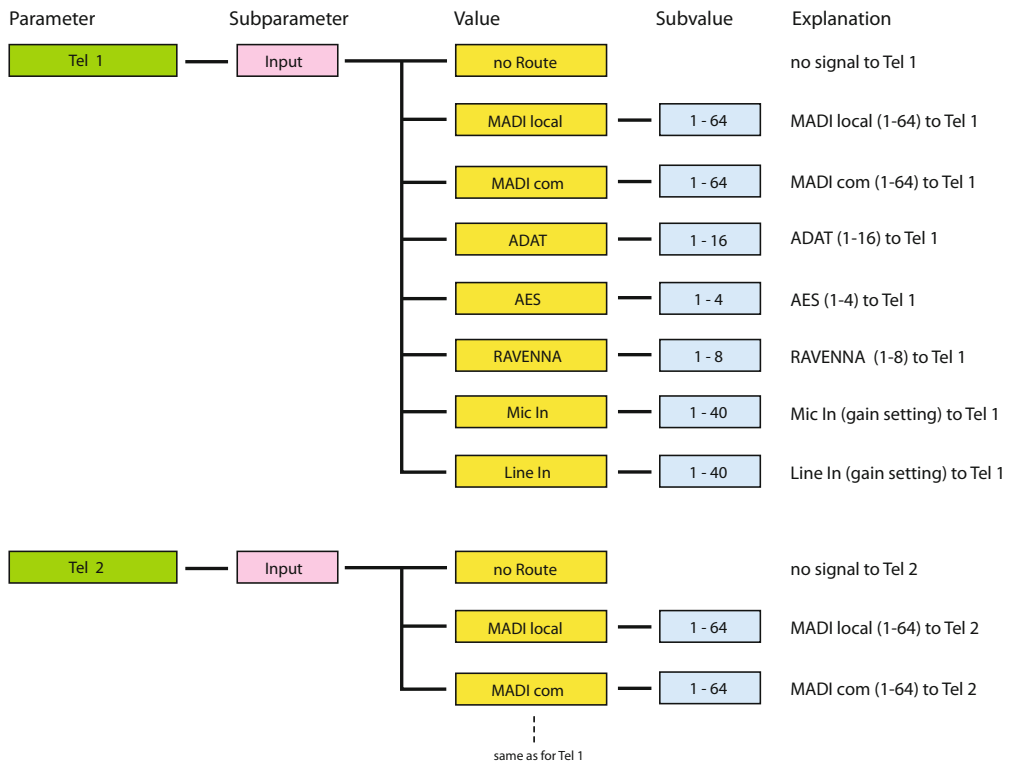 Parameter Subparameter Value Subvalue Explanation
Tel 1 Input no Route no signal to Tel 1
MADI local 1 - 64 MADI local (1-64) to Tel 1
MADI com 1 - 64 MADI com (1-64) to Tel 1
ADAT 1 - 16 ADAT (1-16) to Tel 1
AES 1 - 4 AES (1-4) to Tel 1
RAVENNA 1 - 8 RAVENNA (1-8) to Tel 1
Mic In 1 - 40 Mic In (gain setting) to Tel 1
Line In 1 - 40 Line In (gain setting) to Tel 1
Tel 2 Input no Route no signal to Tel 2
MADI local 1 - 64 MADI local (1-64) to Tel 2
MADI com 1 - 64 MADI com (1-64) to Tel 2
same as for Tel 1